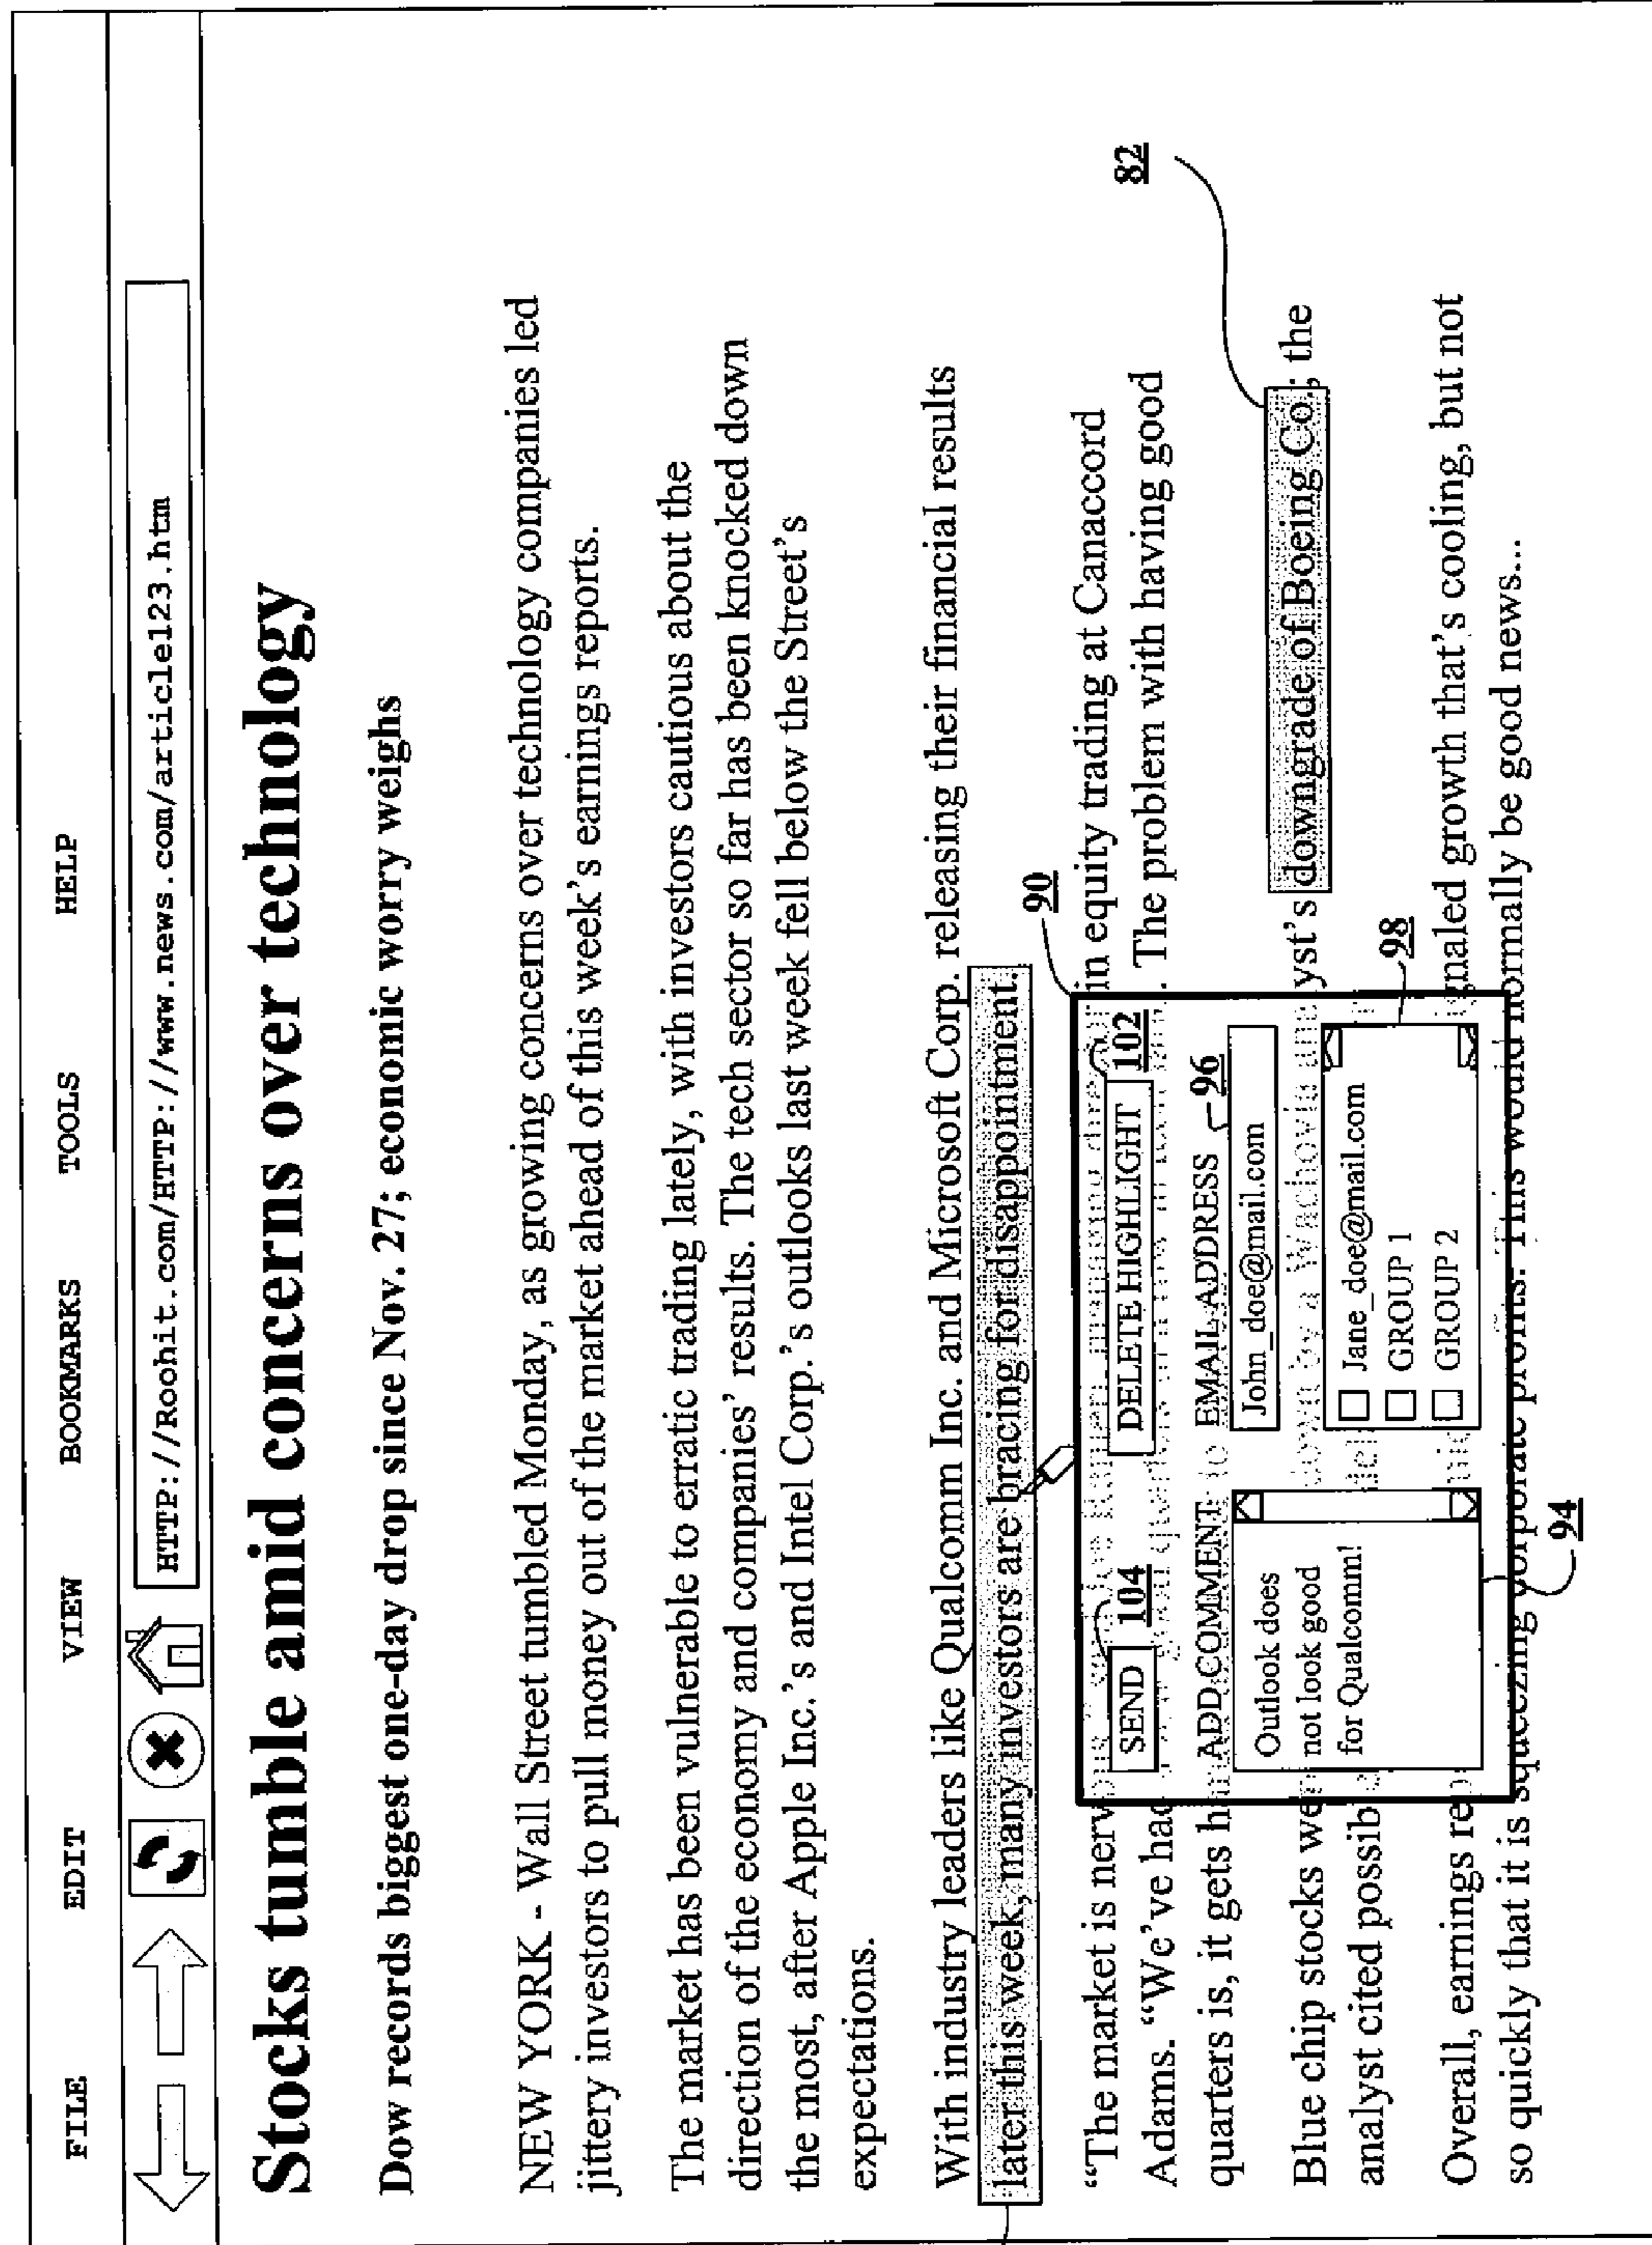 FILE EDIT VIEW BOOKMARKS TOOLS HELP
HTTP://Roohit.com/HTTP://www.news.com/article123.htm
Stocks tumble amid concerns over technology
Dow records biggest one-day drop since Nov. 27; economic worry weighs
NEW YORK - Wall Street tumbled Monday, as growing concerns over technology companies led
jittery investors to pull money out of the market ahead of this week's earnings reports.
The market has been vulnerable to erratic trading lately, with investors cautious about the
direction of the economy and companies' results. The tech sector so far has been knocked down
the most, after Apple Inc.'s and Intel Corp.'s outlooks last week fell below the Street's
expectations.
With industry leaders like Qualcomm Inc. and Microsoft Corp. releasing their financial results
later this week, many investors are bracing for disappointment.
90
82
"The market is nerv in equity trading at Canaccord
SEND 104 DELETE HIGHLIGHT 102
Adams. "We've had . The problem with having good
quarters is, it gets h
ADD COMMENT to EMAIL ADDRESS 96
John_doe@mail.com
Blue chip stocks we down by a Wachovia yst's downgrade of Boeing Co.; the
analyst cited possib
Outlook does
not look good
for Qualcomm!
Jane_doe@mail.com
GROUP 1
GROUP 2
98
Overall, earnings re gnaled growth that's cooling, but not
so quickly that it is squeezing corporate profits. This would normally be good news...
94